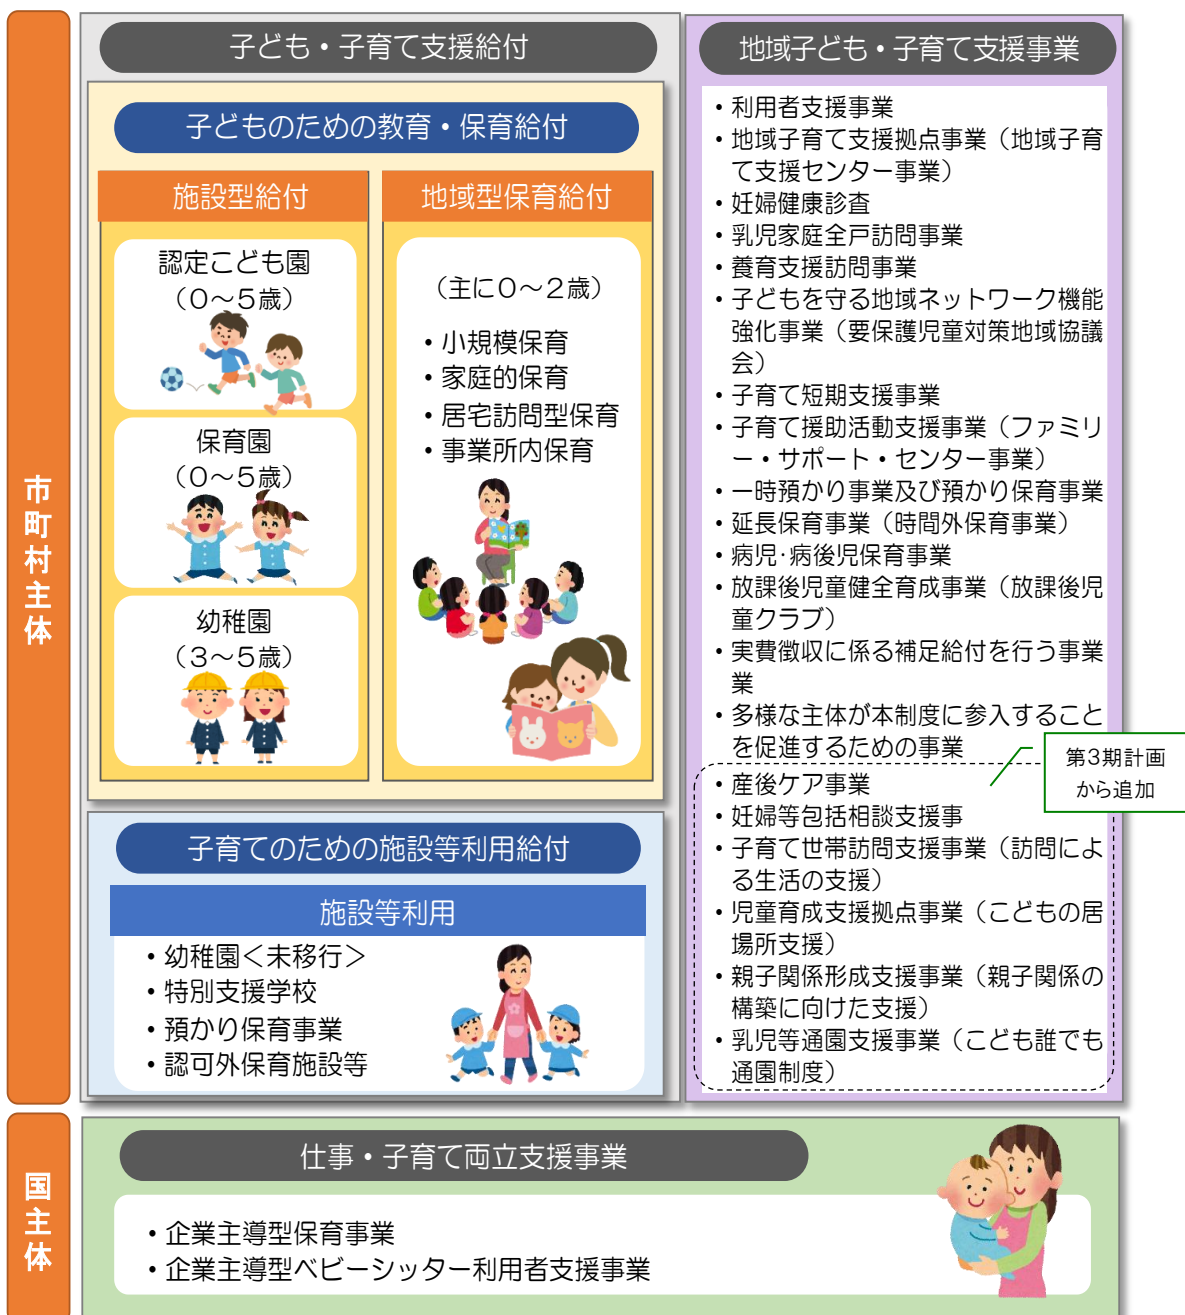 市町村主体
子ども・子育て支援給付
子どものための教育・保育給付
施設型給付
認定こども園
（０～５歳）
保育園
（０～５歳）
幼稚園
（３～５歳）
地域型保育給付
（主に０～２歳）
・小規模保育
・家庭的保育
・居宅訪問型保育
・事業所内保育
子育てのための施設等利用給付
施設等利用
・幼稚園＜未移行＞
・特別支援学校
・預かり保育事業
・認可外保育施設等
地域子ども・子育て支援事業
・利用者支援事業
・地域子育て支援拠点事業（地域子育
て支援センター事業）
・妊婦健康診査
・乳児家庭全戸訪問事業
・養育支援訪問事業
・子どもを守る地域ネットワーク機能
強化事業（要保護児童対策地域協議
会）
・子育て短期支援事業
・子育て援助活動支援事業（ファミリ
ー・サポート・センター事業）
・一時預かり事業及び預かり保育事業
・延長保育事業（時間外保育事業）
・病児･病後児保育事業
・放課後児童健全育成事業（放課後児
童クラブ）
・実費徴収に係る補足給付を行う事業
業
・多様な主体が本制度に参入すること
を促進するための事業
第3期計画
から追加
・産後ケア事業
・妊婦等包括相談支援事
・子育て世帯訪問支援事業（訪問によ
る生活の支援）
・児童育成支援拠点事業（こどもの居
場所支援）
・親子関係形成支援事業（親子関係の
構築に向けた支援）
・乳児等通園支援事業（こども誰でも
通園制度）
国主体
仕事・子育て両立支援事業
・企業主導型保育事業
・企業主導型ベビーシッター利用者支援事業